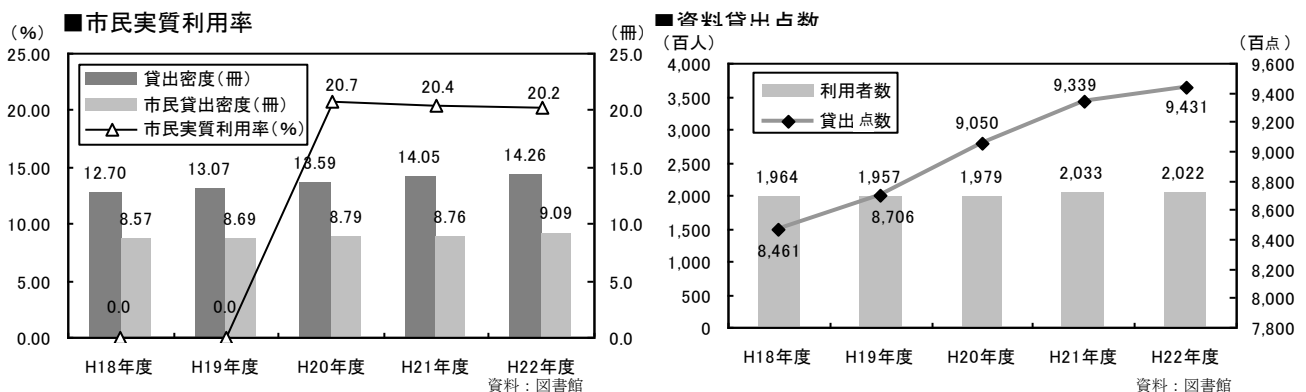 ■市民実質利用率
（％）
（冊）
25.00
20.00
15.00
10.00
5.00
0.00
25.0
20.0
15.0
10.0
5.0
0.0
貸出密度（冊）
市民貸出密度（冊）
市民実質利用率（％）
20.7
20.4
20.2
12.70
13.07
13.59
14.05
14.26
8.57
8.69
8.79
8.76
9.09
0.0
0.0
H18年度
H19年度
H20年度
H21年度
H22年度
資料：図書館
■資料貸出点数
（百人）
（百点）
4,000
3,500
3,000
2,500
2,000
1,500
1,000
500
0
9,600
9,400
9,200
9,000
8,800
8,600
8,400
8,200
8,000
7,800
利用者数
貸出点数
9,339
9,431
9,050
1,964
1,957
1,979
2,033
2,022
8,706
8,461
H18年度
H19年度
H20年度
H21年度
H22年度
資料：図書館